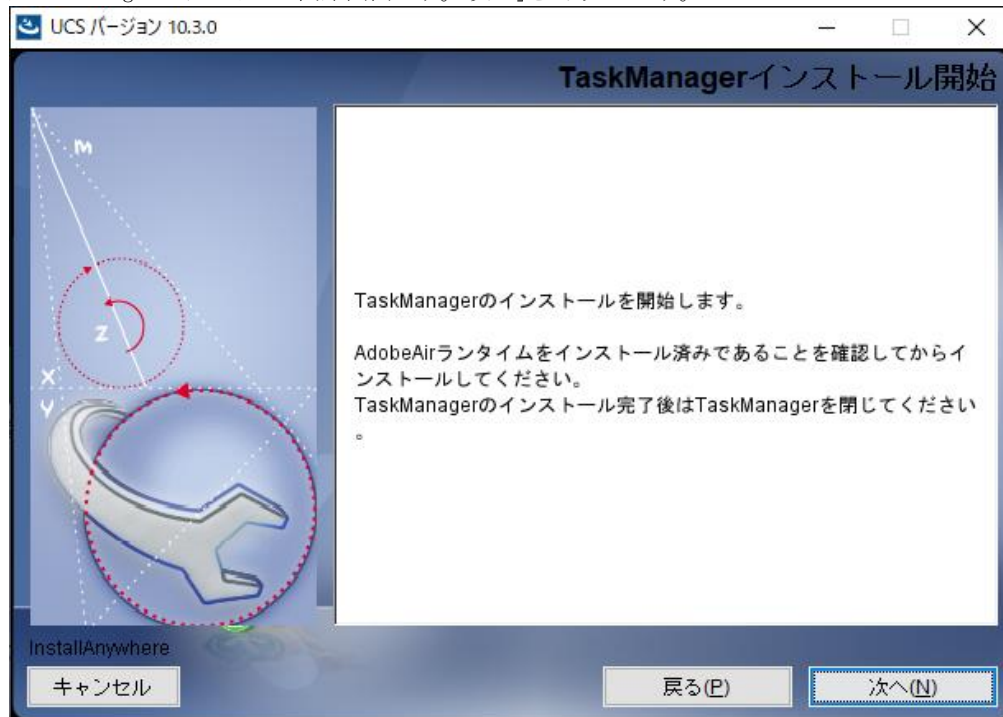 UCS バージョン 10.3.0
TaskManagerインストール開始
m
z
X
Y
TaskManagerのインストールを開始します。
AdobeAirランタイムをインストール済みであることを確認してからイ
ンストールしてください。
TaskManagerのインストール完了後はTaskManagerを閉じてください
。
InstallAnywhere
キャンセル
戻る(P)
次へ(N)